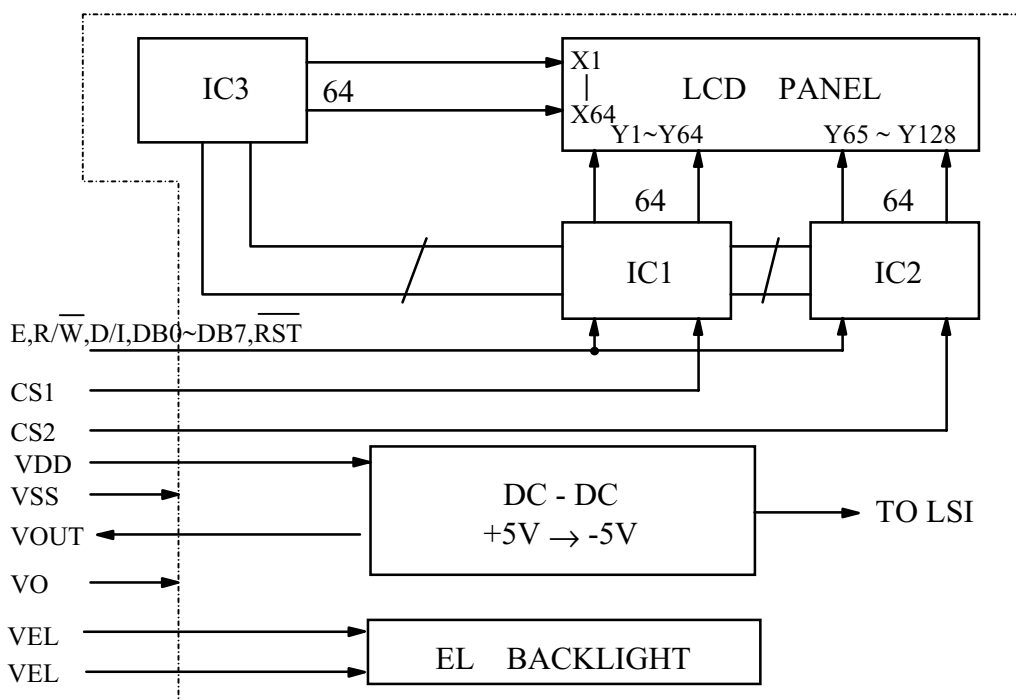 IC3
64
X1
|
X64
LCD PANEL
Y1~Y64
Y65 ~ Y128
64
64
IC1
IC2
E,R/W̅,D/I,DB0~DB7,R̅S̅T̅
CS1
CS2
VDD
VSS
VOUT
VO
DC - DC
+5V → -5V
TO LSI
VEL
VEL
EL BACKLIGHT